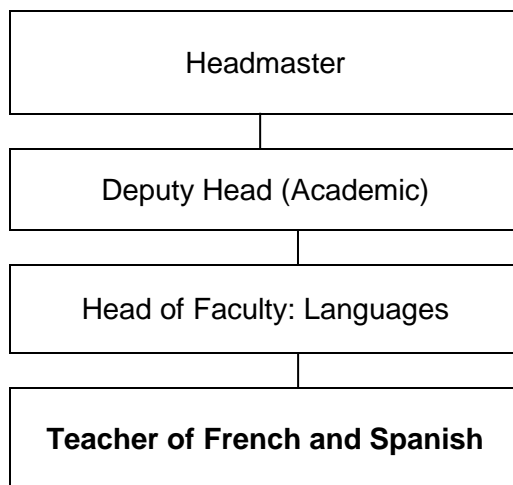 Headmaster
Deputy Head (Academic)
Head of Faculty: Languages
Teacher of French and Spanish